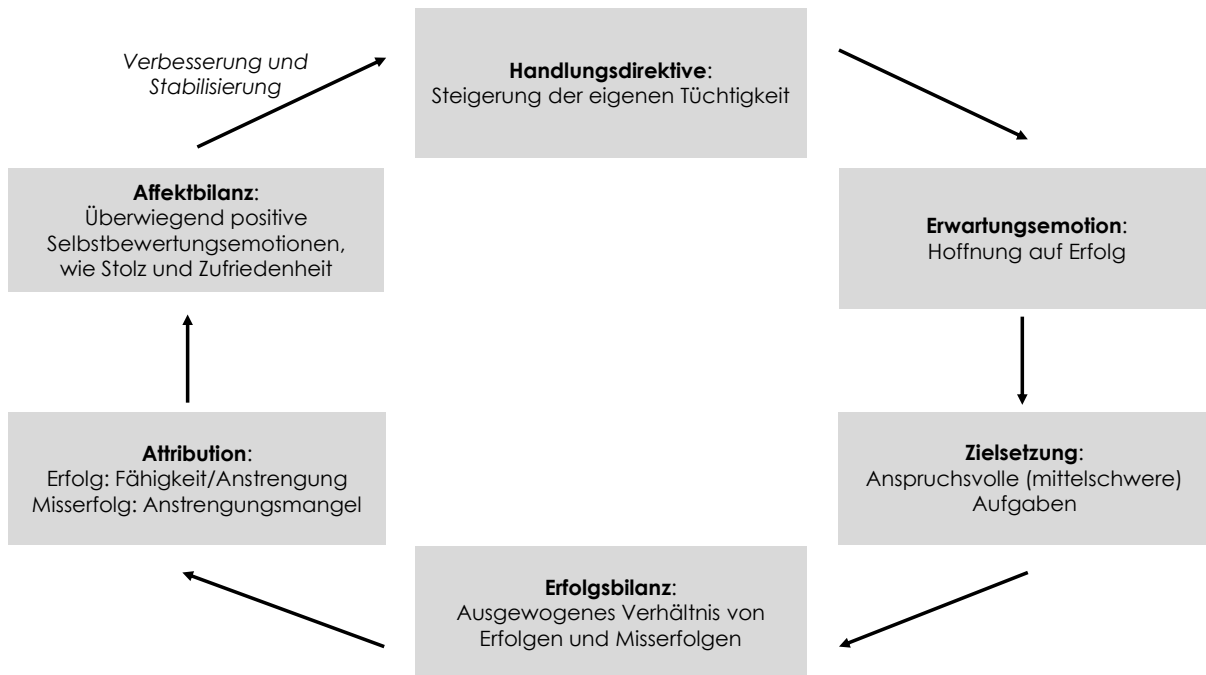 Verbesserung und
Stabilisierung
Handlungsdirektive:
Steigerung der eigenen Tüchtigkeit
Affektbilanz:
Überwiegend positive
Selbstbewertungsemotionen,
wie Stolz und Zufriedenheit
Erwartungsemotion:
Hoffnung auf Erfolg
Attribution:
Erfolg: Fähigkeit/Anstrengung
Misserfolg: Anstrengungsmangel
Zielsetzung:
Anspruchsvolle (mittelschwere)
Aufgaben
Erfolgsbilanz:
Ausgewogenes Verhältnis von
Erfolgen und Misserfolgen